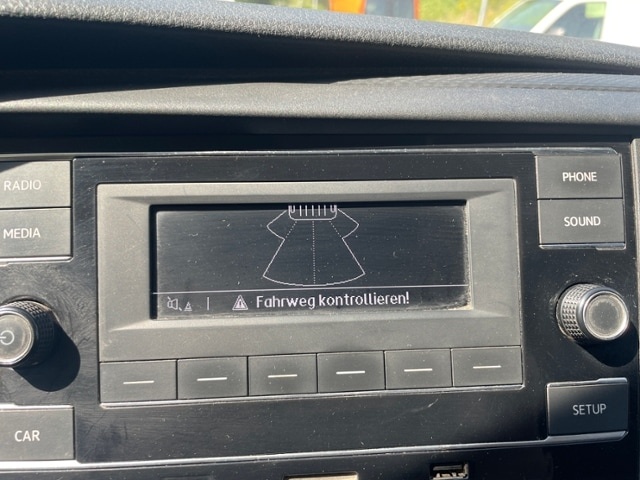 RADIO
PHONE
MEDIA
SOUND
Fahrweg kontrollieren!
CAR
SETUP